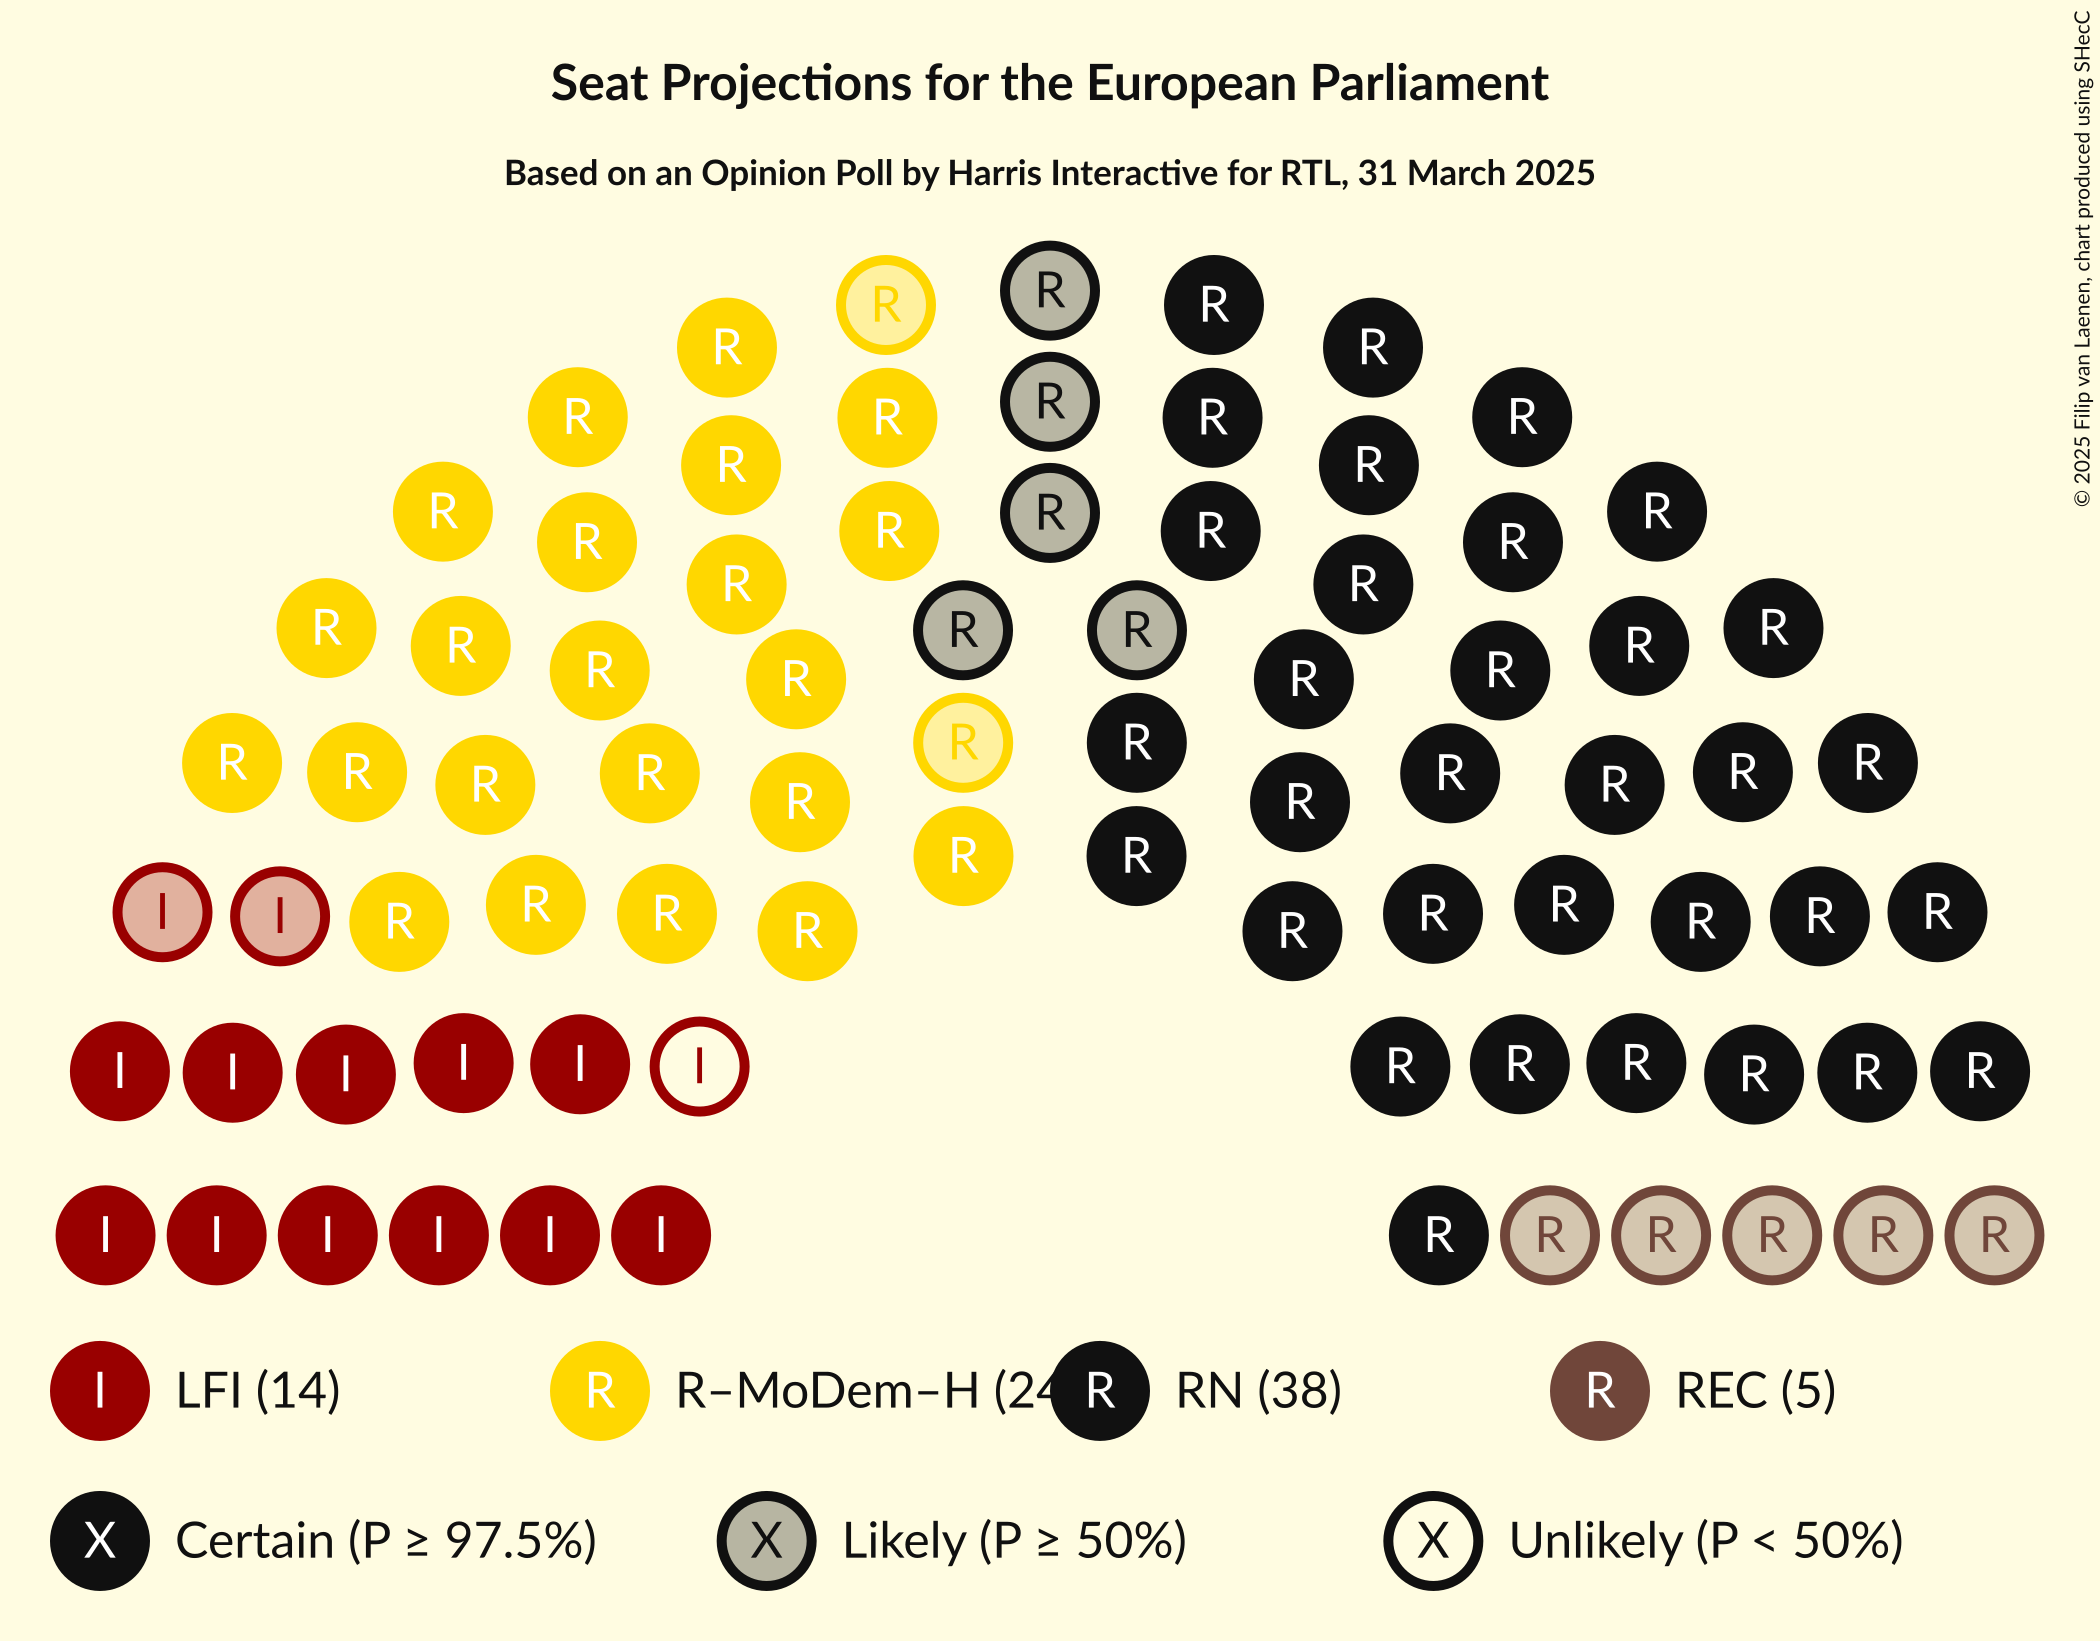 Seat Projections for the European Parliament
Based on an Opinion Poll by Harris Interactive for RTL, 31 March 2025
© 2025 Filip van Laenen, chart produced using SHecC
R
R R
R R
R
R R
R R
R R
R R
R
R R
R R
R R
R R
R R
R R
R R
R R
R R
R R
R R R R
R R
R R R R R R
R R
R R
I I R R R R R R R R R R
I I I I I I R R R R R R
I I I I I I R R R R R R
I LFI (14) R R–MoDem–H (24 R RN (38) R REC (5)
X Certain (P ≥ 97.5%) X Likely (P ≥ 50%) X Unlikely (P < 50%)